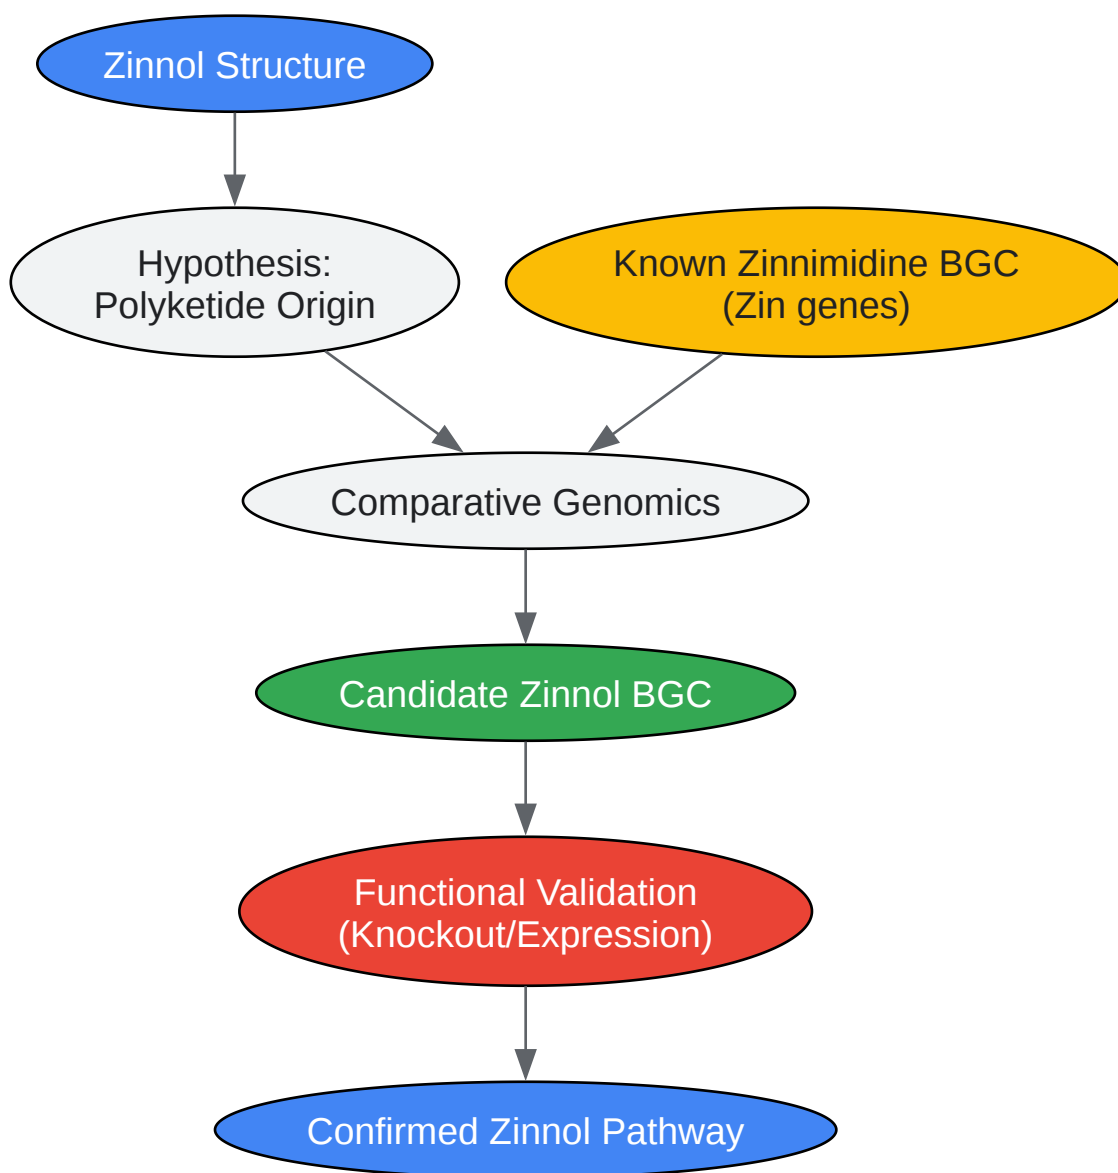 Zinnol Structure
Hypothesis:
Polyketide Origin
Known Zinnimidine BGC
(Zin genes)
Comparative Genomics
Candidate Zinnol BGC
Functional Validation
(Knockout/Expression)
Confirmed Zinnol Pathway